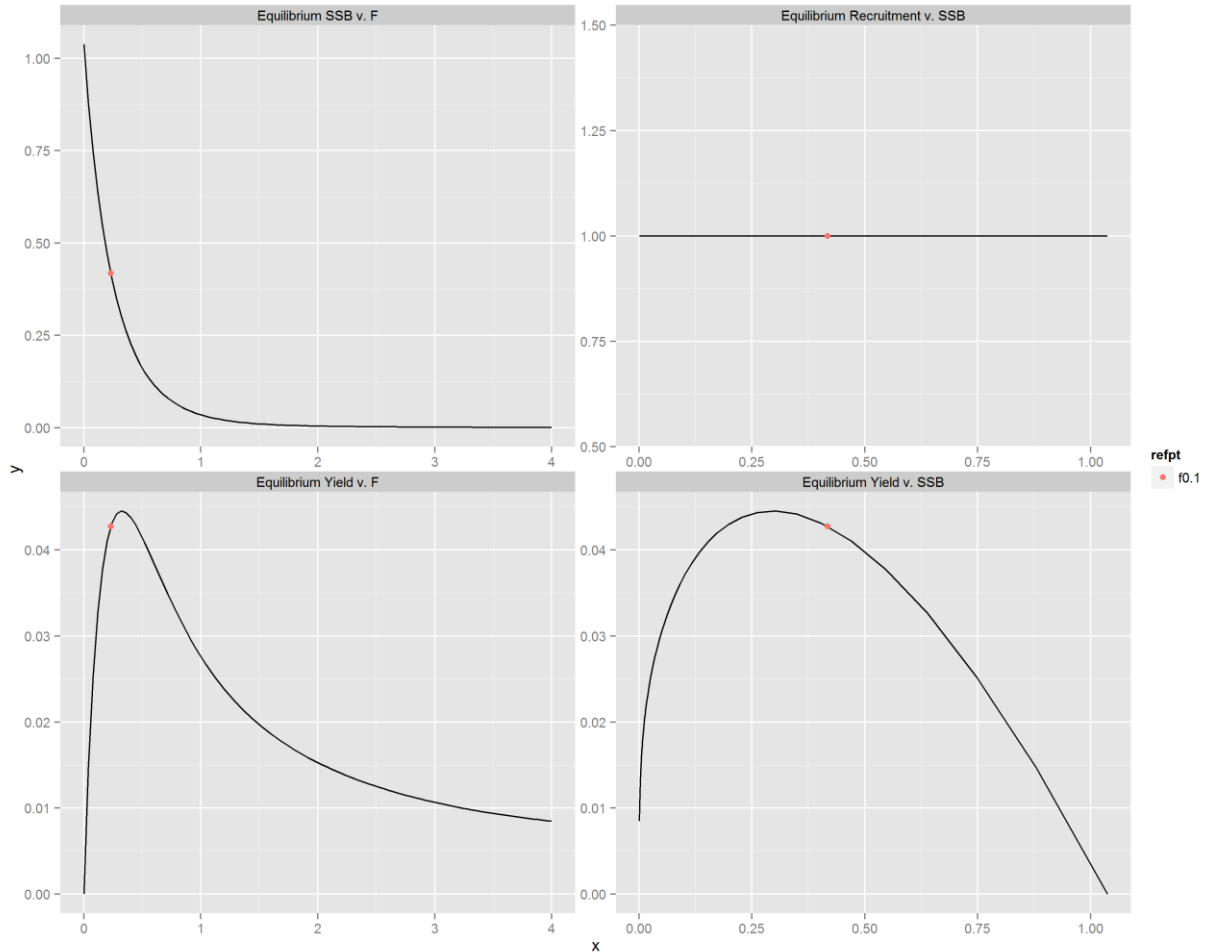 Equilibrium SSB v. F
1.00
0.75
0.50
0.25
0.00
0 1 2 3 4
Equilibrium Recruitment v. SSB
1.50
1.25
1.00
0.75
0.50
0.00 0.25 0.50 0.75 1.00
y
Equilibrium Yield v. F
0.04
0.03
0.02
0.01
0.00
0 1 2 3 4
Equilibrium Yield v. SSB
0.04
0.03
0.02
0.01
0.00
0.00 0.25 0.50 0.75 1.00
x
refpt
f0.1